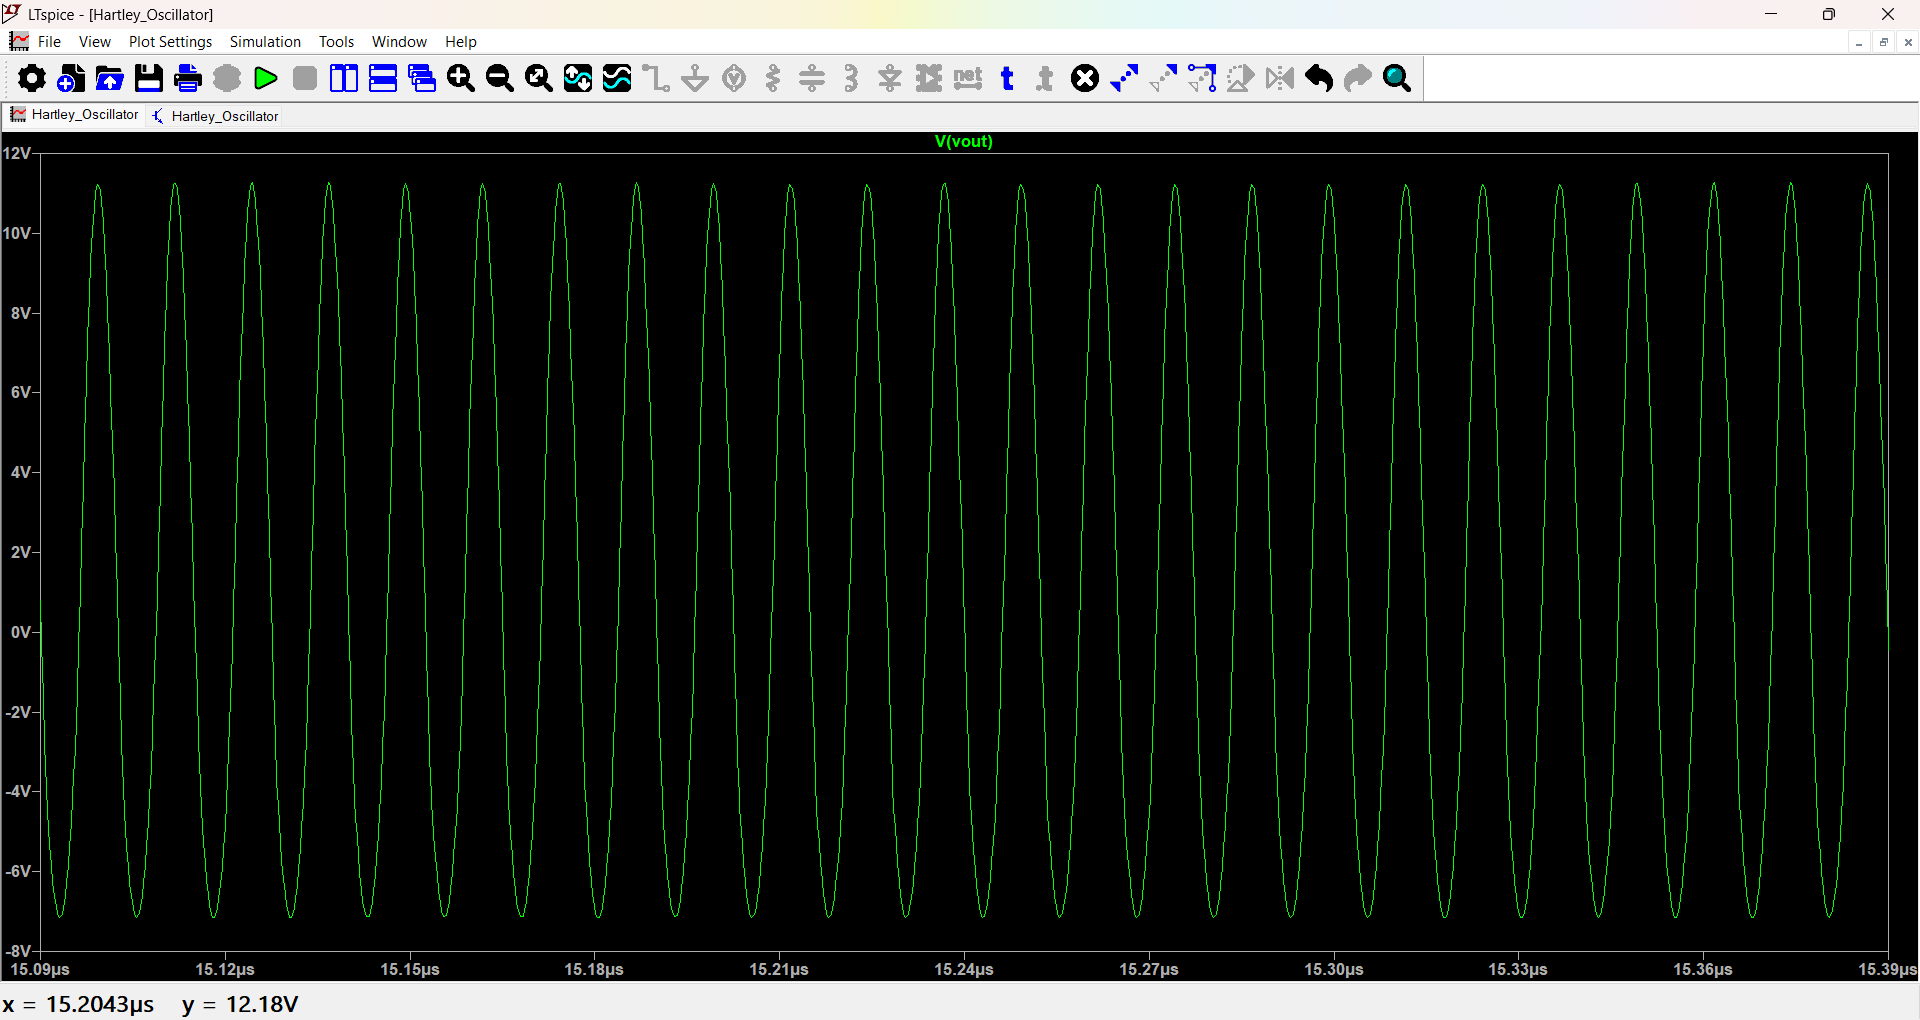 LTspice - [Hartley_Oscillator]
File View Plot Settings Simulation Tools Window Help
net t t
Hartley_Oscillator Hartley_Oscillator
V(vout)
12V
10V
8V
6V
4V
2V
0V
-2V
-4V
-6V
-8V
15.09µs 15.12µs 15.15µs 15.18µs 15.21µs 15.24µs 15.27µs 15.30µs 15.33µs 15.36µs 15.39µs
x = 15.2043µs y = 12.18V